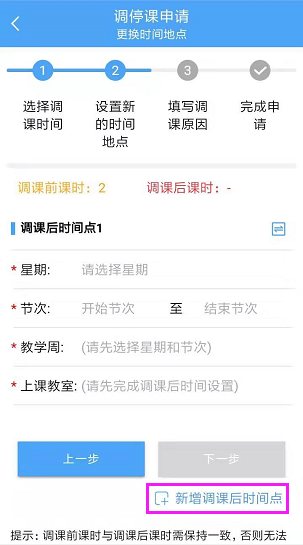 调停课申请
更换时间地点
1 2 3
选择调 设置新 填写调 完成申
课时间 的时间 课原因 请
地点
调课前课时：2 调课后课时：-
调课后时间点1
* 星期: 请选择星期
* 节次: 开始节次 至 结束节次
* 教学周: (请先选择星期和节次)
* 上课教室: (请先完成调课后时间设置)
上一步 下一步
新增调课后时间点
提示：调课前课时与调课后课时需保持一致，否则无法